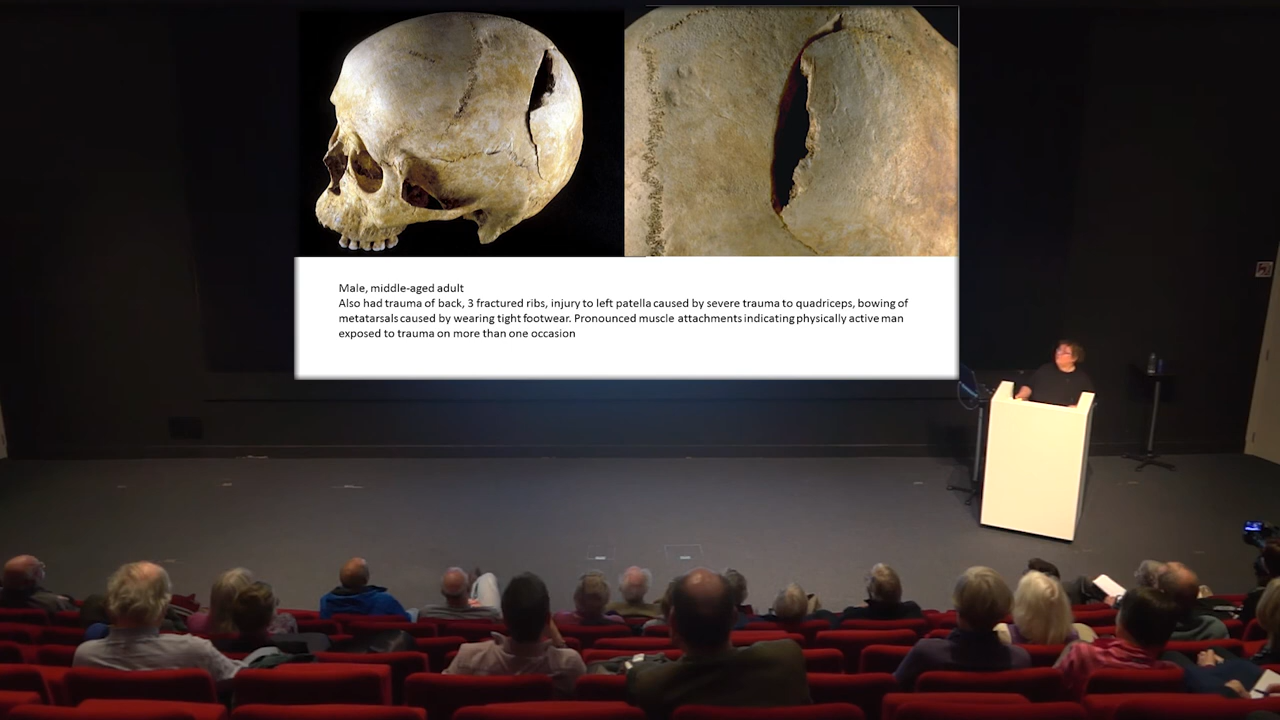 Male, middle-aged adult
Also had trauma of back, 3 fractured ribs, injury to left patella caused by severe trauma to quadriceps, bowing of
metatarsals caused by wearing tight footwear. Pronounced muscle attachments indicating physically active man
exposed to trauma on more than one occasion